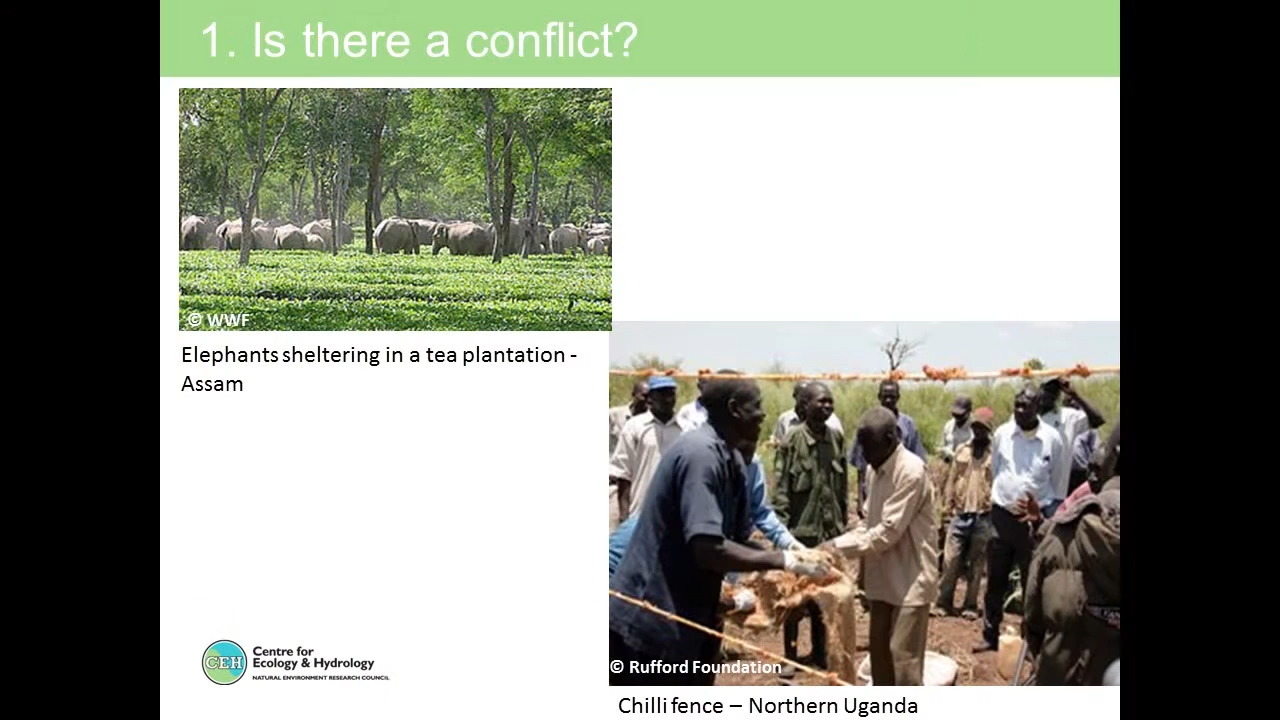 1. Is there a conflict?
© WWF
Elephants sheltering in a tea plantation -
Assam
© Rufford Foundation
Chilli fence – Northern Uganda
CEH
Centre for
Ecology & Hydrology
NATURAL ENVIRONMENT RESEARCH COUNCIL